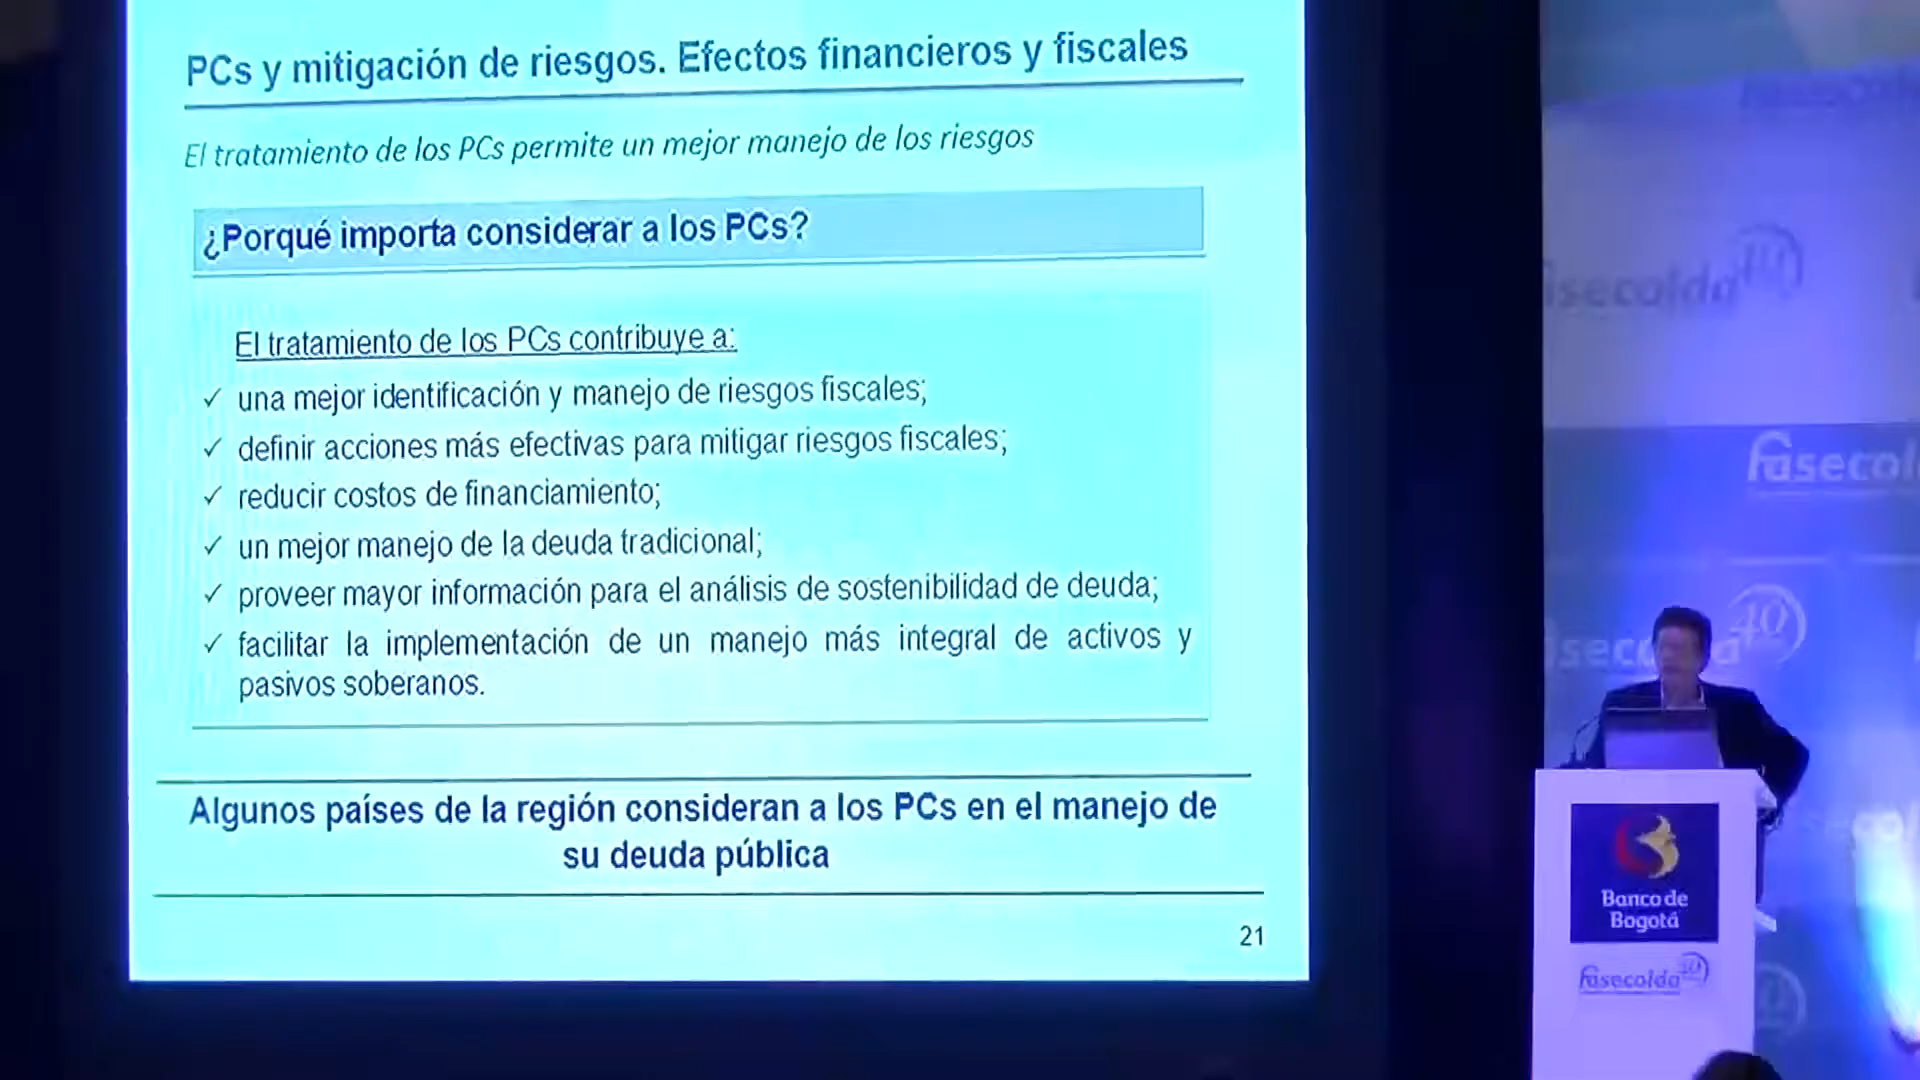 PCs y mitigación de riesgos. Efectos financieros y fiscales
El tratamiento de los PCs permite un mejor manejo de los riesgos
¿Porqué importa considerar a los PCs?
El tratamiento de los PCs contribuye a:
✓ una mejor identificación y manejo de riesgos fiscales;
✓ definir acciones más efectivas para mitigar riesgos fiscales;
✓ reducir costos de financiamiento;
✓ un mejor manejo de la deuda tradicional;
✓ proveer mayor información para el análisis de sostenibilidad de deuda;
✓ facilitar la implementación de un manejo más integral de activos y
pasivos soberanos.
Algunos países de la región consideran a los PCs en el manejo de
su deuda pública
21
Banco de
Bogotá
fasecolda 40